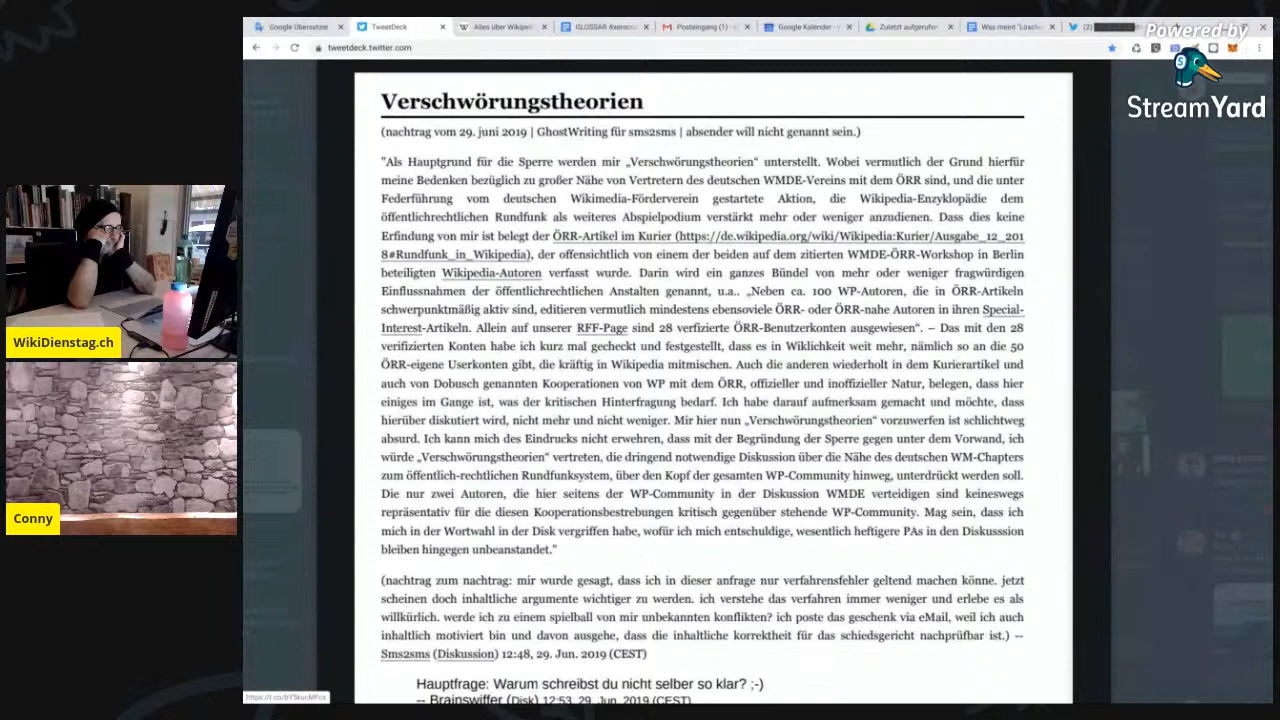 Google Übersetzer
TweetDeck
Alles über Wikiped
GLOSSAR #apropos
Posteingang (1)
Google Kalender
Zuletzt aufgerufen
Was meint "Lösch
(2)
tweetdeck.twitter.com
Powered by
StreamYard
Verschwörungstheorien
(nachtrag vom 29. juni 2019 | GhostWriting für sms2sms | absender will nicht genannt sein.)
"Als Hauptgrund für die Sperre werden mir „Verschwörungstheorien“ unterstellt. Wobei vermutlich der Grund hierfür
meine Bedenken bezüglich zu großer Nähe von Vertretern des deutschen WMDE-Vereins mit dem ÖRR sind, und die unter
Federführung vom deutschen Wikimedia-Förderverein gestartete Aktion, die Wikipedia-Enzyklopädie dem
öffentlichrechtlichen Rundfunk als weiteres Abspielpodium verstärkt mehr oder weniger anzudienen. Dass dies keine
Erfindung von mir ist belegt der ÖRR-Artikel im Kurier (https://de.wikipedia.org/wiki/Wikipedia:Kurier/Ausgabe_12_201
8#Rundfunk_in_Wikipedia), der offensichtlich von einem der beiden auf dem zitierten WMDE-ÖRR-Workshop in Berlin
beteiligten Wikipedia-Autoren verfasst wurde. Darin wird ein ganzes Bündel von mehr oder weniger fragwürdigen
Einflussnahmen der öffentlichrechtlichen Anstalten genannt, u.a.. „Neben ca. 100 WP-Autoren, die in ÖRR-Artikeln
schwerpunktmäßig aktiv sind, editieren vermutlich mindestens ebensoviele ÖRR- oder ÖRR-nahe Autoren in ihren Special-
Interest-Artikeln. Allein auf unserer RFF-Page sind 28 verfizierte ÖRR-Benutzerkonten ausgewiesen“. – Das mit den 28
verifizierten Konten habe ich kurz mal gecheckt und festgestellt, dass es in Wiklichkeit weit mehr, nämlich so an die 50
ÖRR-eigene Userkonten gibt, die kräftig in Wikipedia mitmischen. Auch die anderen wiederholt in dem Kurierartikel und
auch von Dobusch genannten Kooperationen von WP mit dem ÖRR, offizieller und inoffizieller Natur, belegen, dass hier
einiges im Gange ist, was der kritischen Hinterfragung bedarf. Ich habe darauf aufmerksam gemacht und möchte, dass
hierüber diskutiert wird, nicht mehr und nicht weniger. Mir hier nun „Verschwörungstheorien“ vorzuwerfen ist schlichtweg
absurd. Ich kann mich des Eindrucks nicht erwehren, dass mit der Begründung der Sperre gegen unter dem Vorwand, ich
würde „Verschwörungstheorien“ vertreten, die dringend notwendige Diskussion über die Nähe des deutschen WM-Chapters
zum öffentlich-rechtlichen Rundfunksystem, über den Kopf der gesamten WP-Community hinweg, unterdrückt werden soll.
Die nur zwei Autoren, die hier seitens der WP-Community in der Diskussion WMDE verteidigen sind keineswegs
repräsentativ für die diesen Kooperationsbestrebungen kritisch gegenüber stehende WP-Community. Mag sein, dass ich
mich in der Wortwahl in der Disk vergriffen habe, wofür ich mich entschuldige, wesentlich heftigere PAs in den Diskusssion
bleiben hingegen unbeanstandet."
(nachtrag zum nachtrag: mir wurde gesagt, dass ich in dieser anfrage nur verfahrensfehler geltend machen könne. jetzt
scheinen doch inhaltliche argumente wichtiger zu werden. ich verstehe das verfahren immer weniger und erlebe es als
willkürlich. werde ich zu einem spielball von mir unbekannten konflikten? ich poste das geschenk via eMail, weil ich auch
inhaltlich motiviert bin und davon ausgehe, dass die inhaltliche korrektheit für das schiedsgericht nachprüfbar ist.) --
Sms2sms (Diskussion) 12:48, 29. Jun. 2019 (CEST)
Hauptfrage: Warum schreibst du nicht selber so klar? ;-)
-- Brainswiffer (Disk) 12:53, 29. Jun. 2019 (CEST)
WikiDienstag.ch
Conny